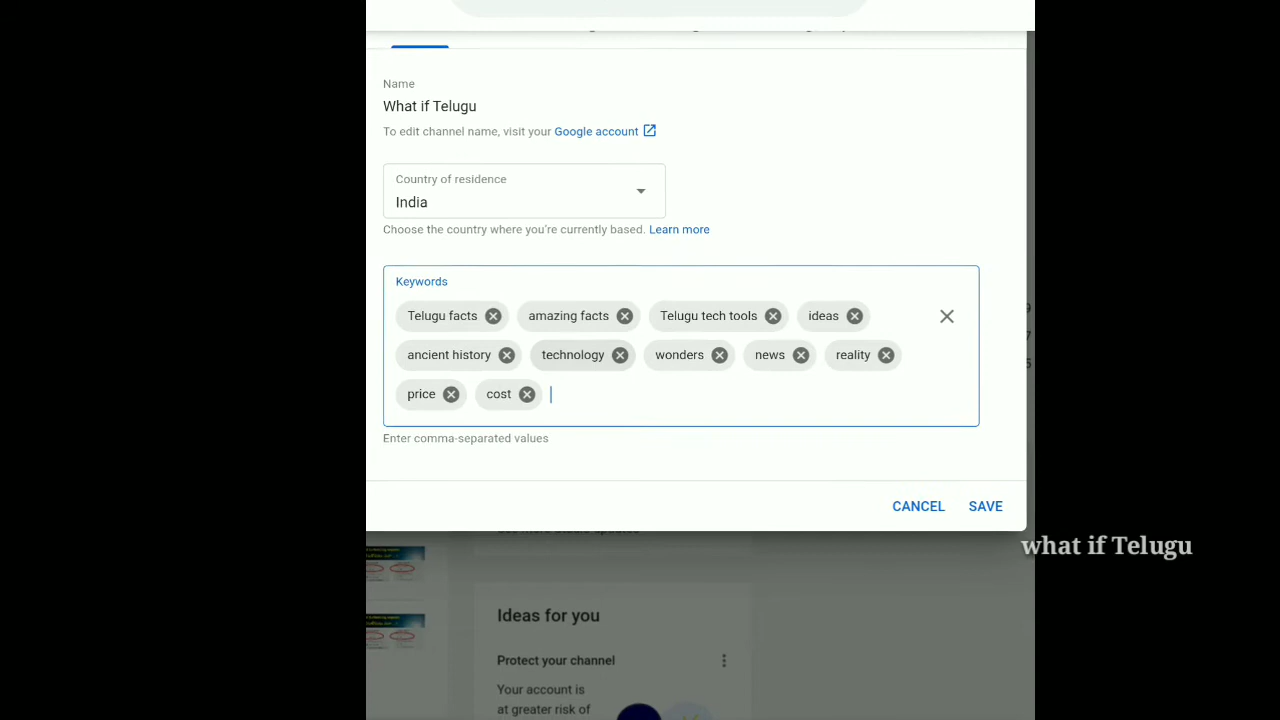 Name
What if Telugu
To edit channel name, visit your Google account
Country of residence
India
Choose the country where you're currently based. Learn more
Keywords
Telugu facts amazing facts Telugu tech tools ideas
ancient history technology wonders news reality
price cost
Enter comma-separated values
CANCEL SAVE
what if Telugu
Ideas for you
Protect your channel
Your account is
at greater risk of